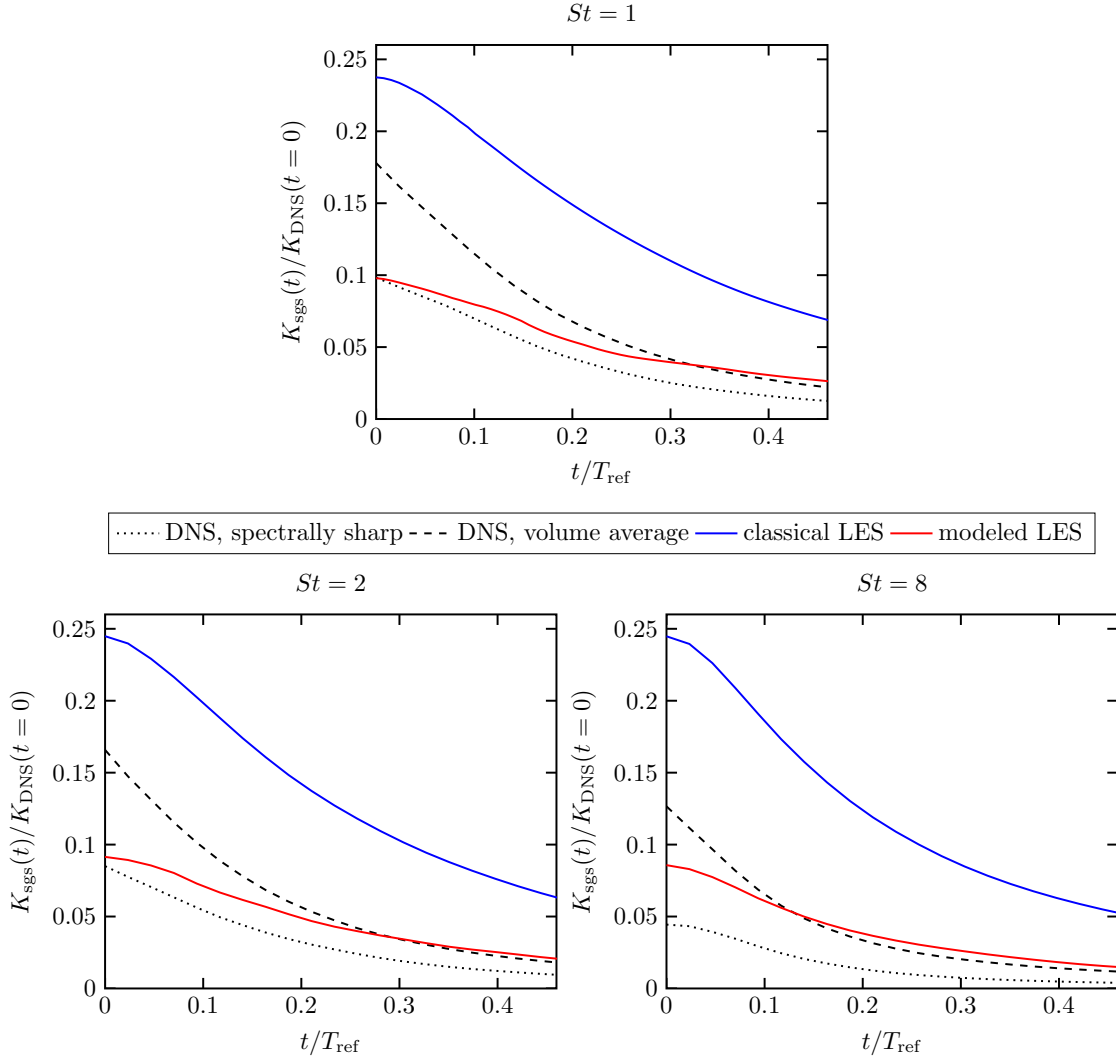 St = 1
0.25
0.2
0.15
0.1
0.05
0
K_sgs(t)/K_DNS(t = 0)
0 0.1 0.2 0.3 0.4
t/T_ref
DNS, spectrally sharp DNS, volume average classical LES modeled LES
St = 2
0.25
0.2
0.15
0.1
0.05
0
K_sgs(t)/K_DNS(t = 0)
0 0.1 0.2 0.3 0.4
t/T_ref
St = 8
0.25
0.2
0.15
0.1
0.05
0
K_sgs(t)/K_DNS(t = 0)
0 0.1 0.2 0.3 0.4
t/T_ref